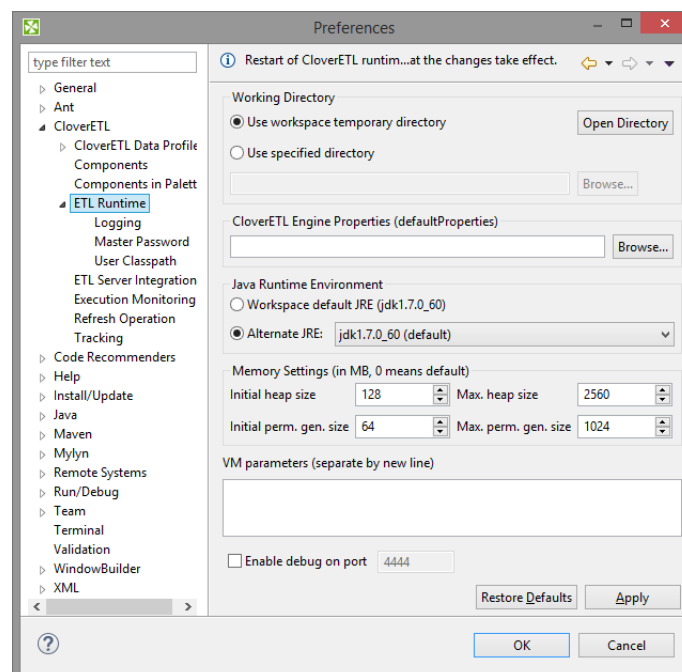 Preferences
type filter text
Restart of CloverETL runtim...at the changes take effect.
General
Ant
CloverETL
CloverETL Data Profile
Components
Components in Palett
ETL Runtime
Logging
Master Password
User Classpath
ETL Server Integration
Execution Monitoring
Refresh Operation
Tracking
Code Recommenders
Help
Install/Update
Java
Maven
Mylyn
Remote Systems
Run/Debug
Team
Terminal
Validation
WindowBuilder
XML
Working Directory
Use workspace temporary directory
Open Directory
Use specified directory
Browse...
CloverETL Engine Properties (defaultProperties)
Browse...
Java Runtime Environment
Workspace default JRE (jdk1.7.0_60)
Alternate JRE: jdk1.7.0_60 (default)
Memory Settings (in MB, 0 means default)
Initial heap size 128 Max. heap size 2560
Initial perm. gen. size 64 Max. perm. gen. size 1024
VM parameters (separate by new line)
Enable debug on port 4444
Restore Defaults Apply
OK Cancel